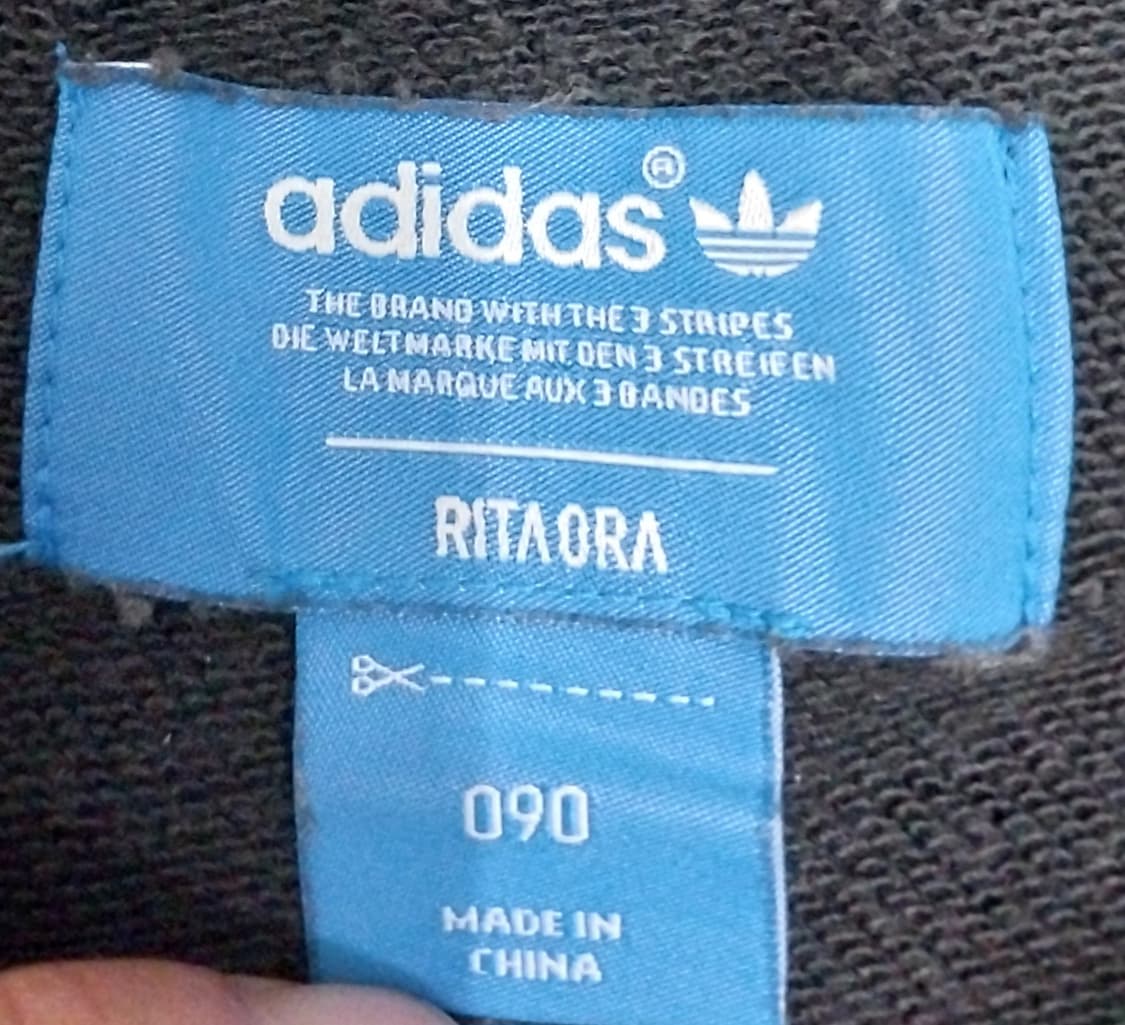 adidas®
THE BRAND WITH THE 3 STRIPES
DIE WELTMARKE MIT DEN 3 STREIFEN
LA MARQUE AUX 3 BANDES
RITA ORA
090
MADE IN
CHINA